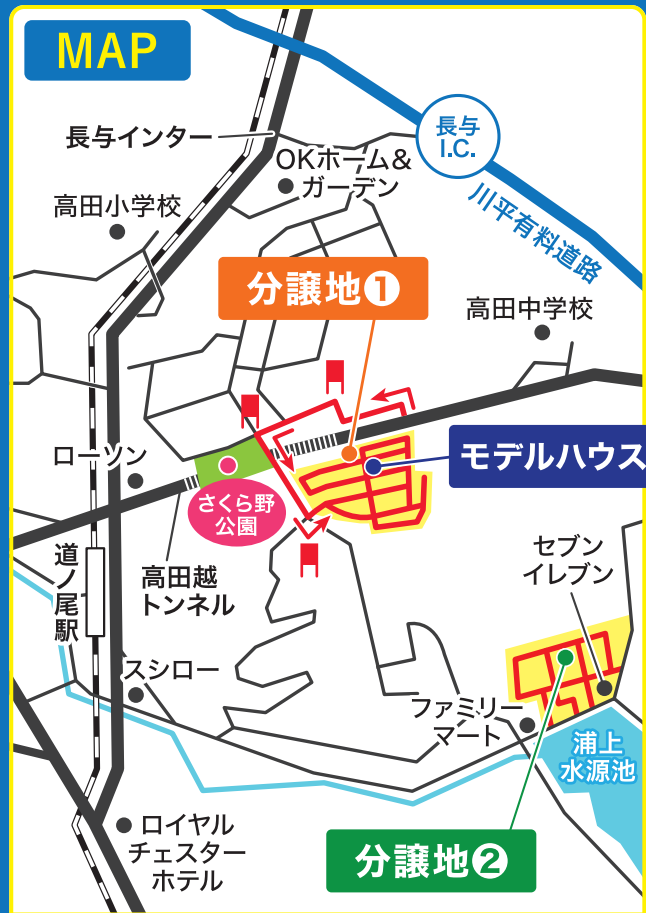 MAP
長与インター
長与
I.C.
OKホーム&
ガーデン
高田小学校
川平有料道路
分譲地❶
高田中学校
ローソン
モデルハウス
さくら野
公園
高田越
トンネル
道ノ尾駅
セブン
イレブン
スシロー
ファミリー
マート
浦上
水源池
ロイヤル
チェスター
ホテル
分譲地❷